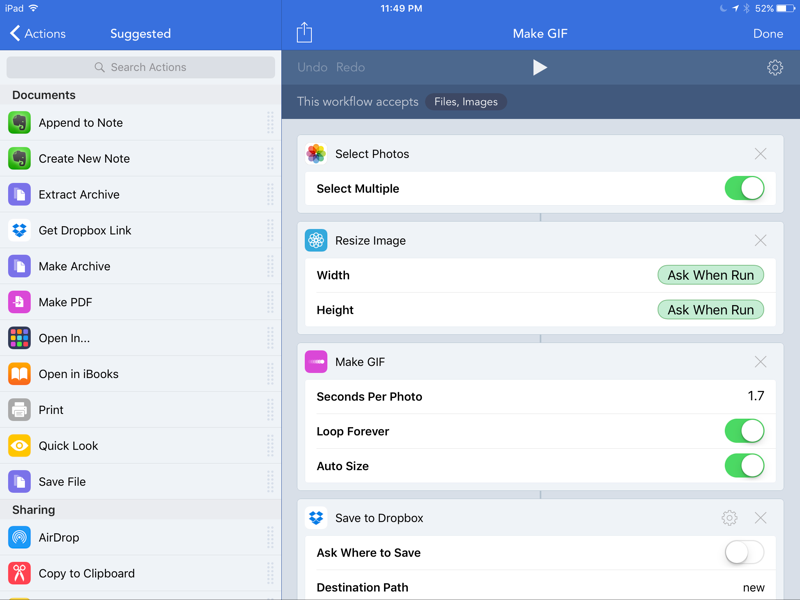 iPad 11:49 PM 52%
Actions Suggested
Make GIF Done
Search Actions
Undo Redo
This workflow accepts Files, Images
Documents
Append to Note
Create New Note
Extract Archive
Get Dropbox Link
Make Archive
Make PDF
Open In...
Open in iBooks
Print
Quick Look
Save File
Sharing
AirDrop
Copy to Clipboard
Select Photos
Select Multiple
Resize Image
Width Ask When Run
Height Ask When Run
Make GIF
Seconds Per Photo 1.7
Loop Forever
Auto Size
Save to Dropbox
Ask Where to Save
Destination Path new